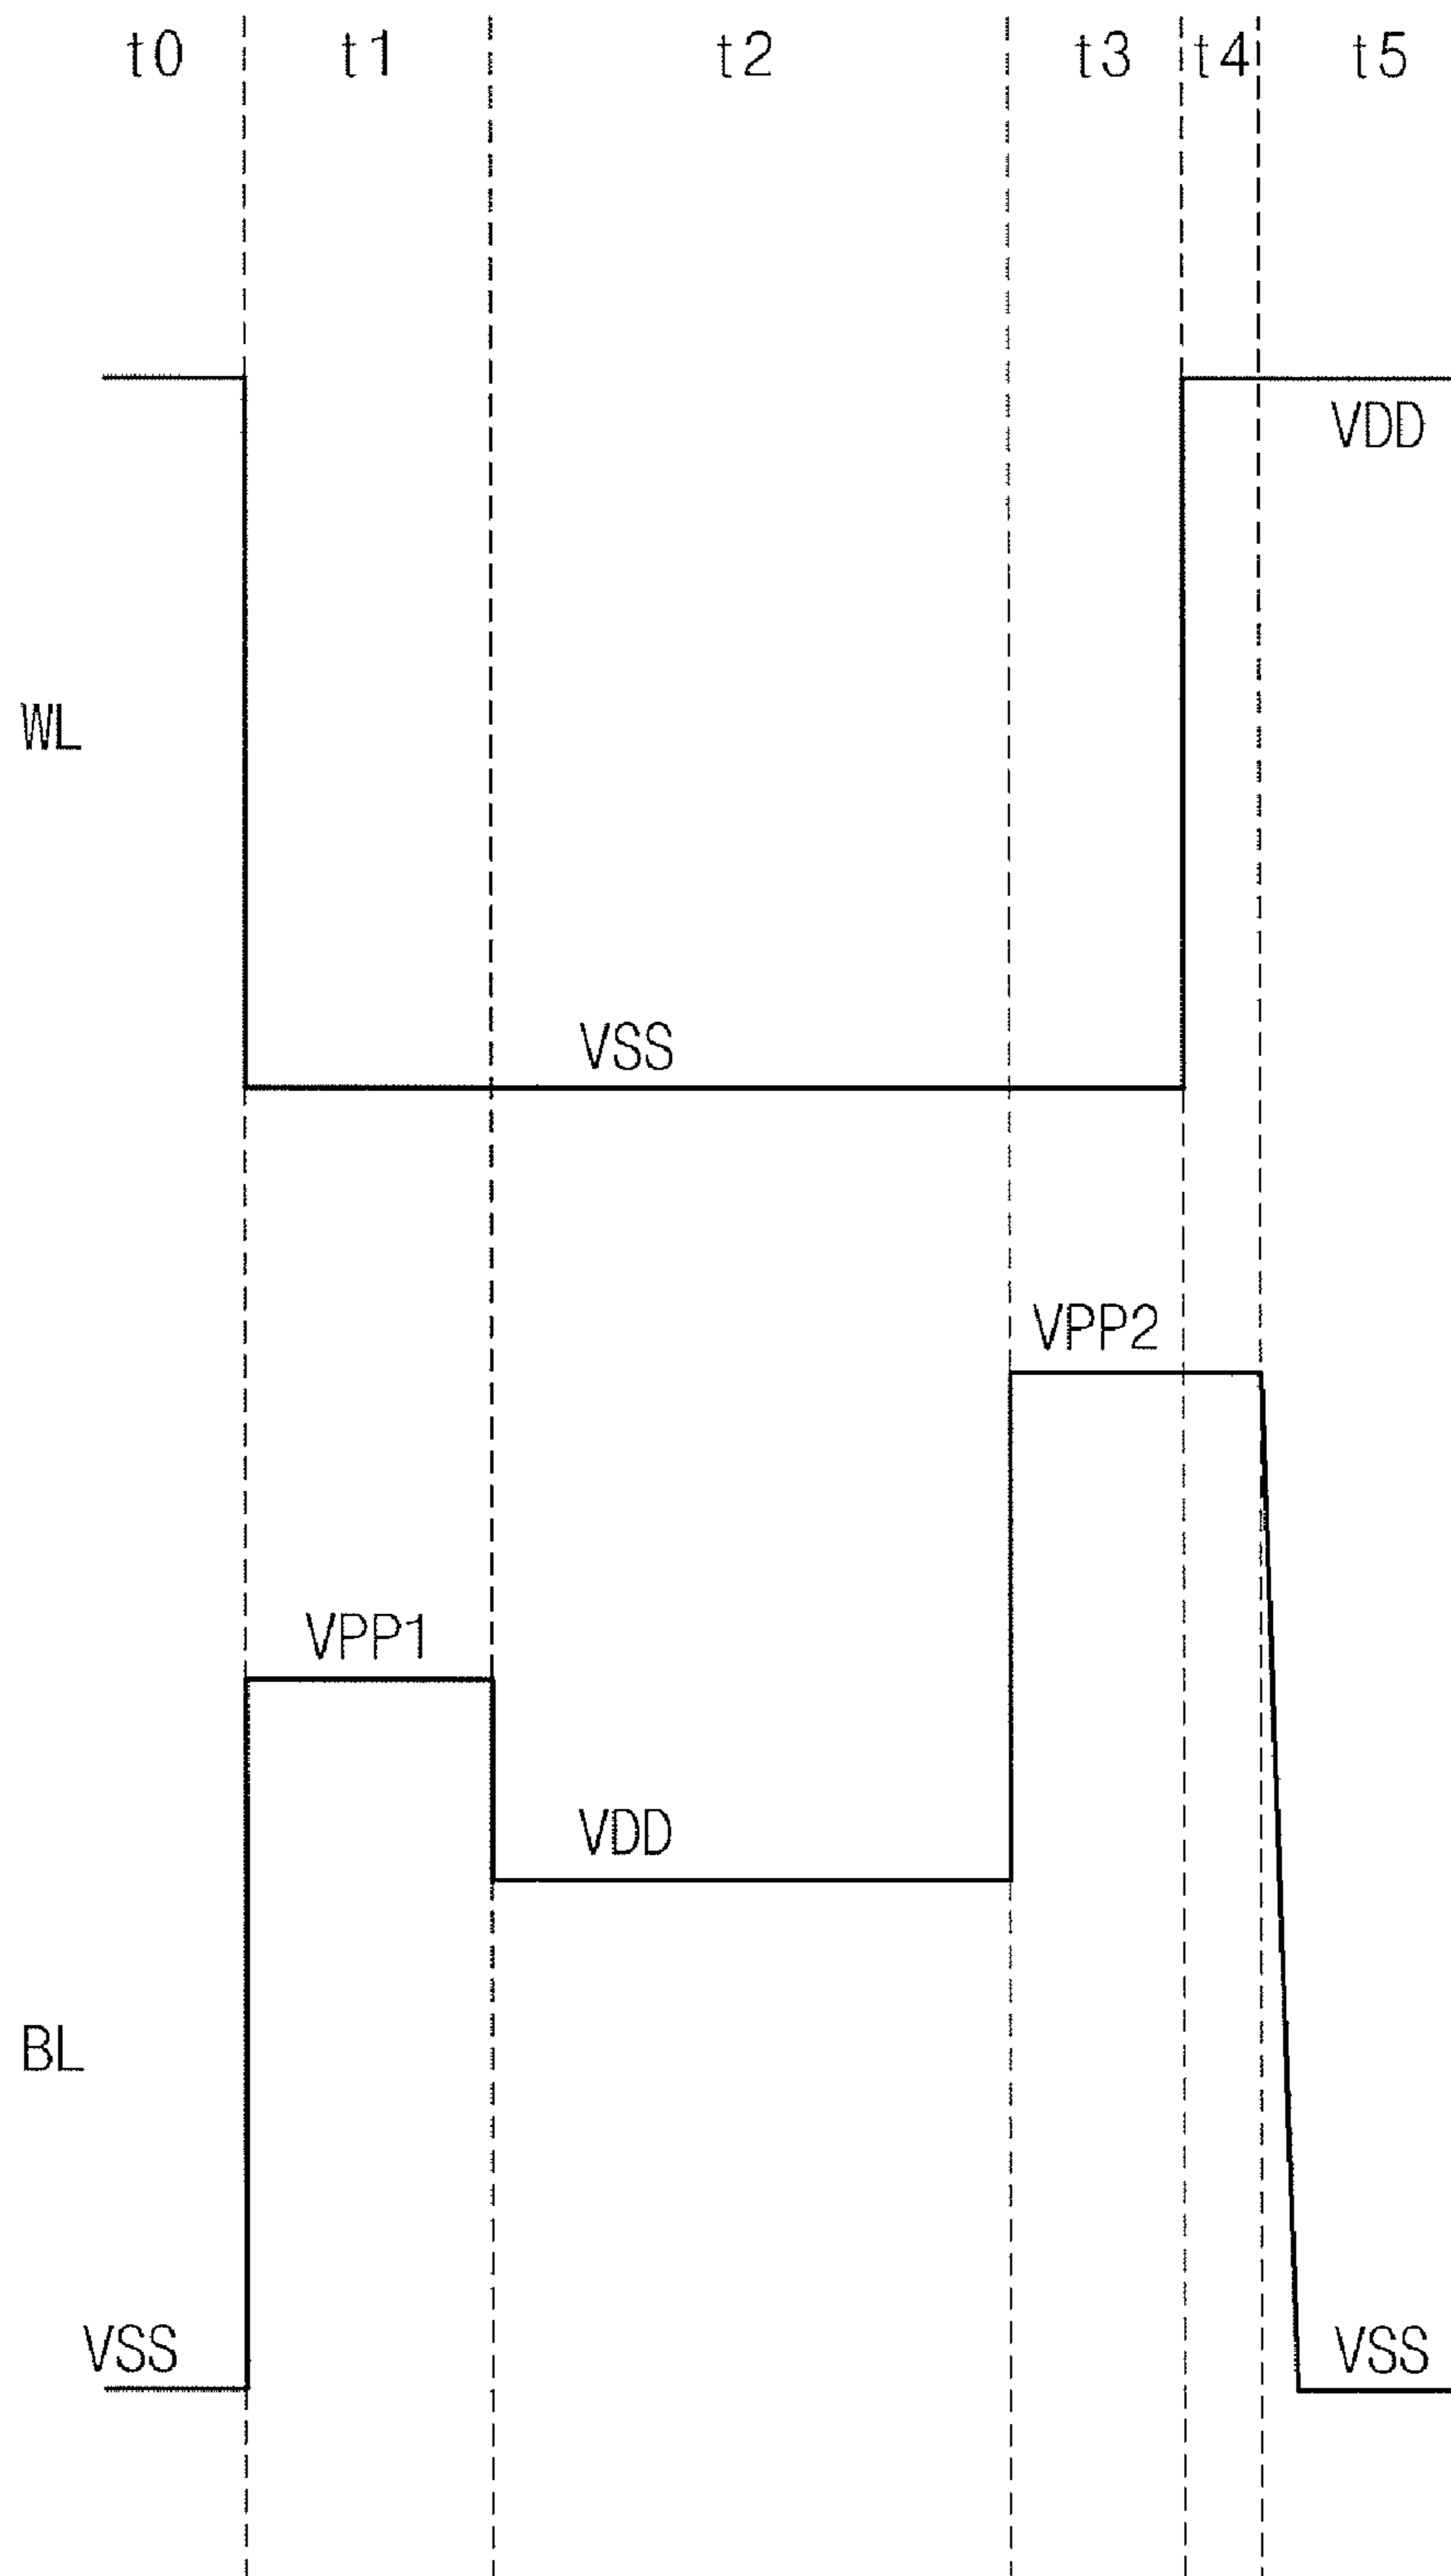 t0 t1 t2 t3 t4 t5
VDD
WL
VSS
VPP2
VPP1
VDD
BL
VSS VSS